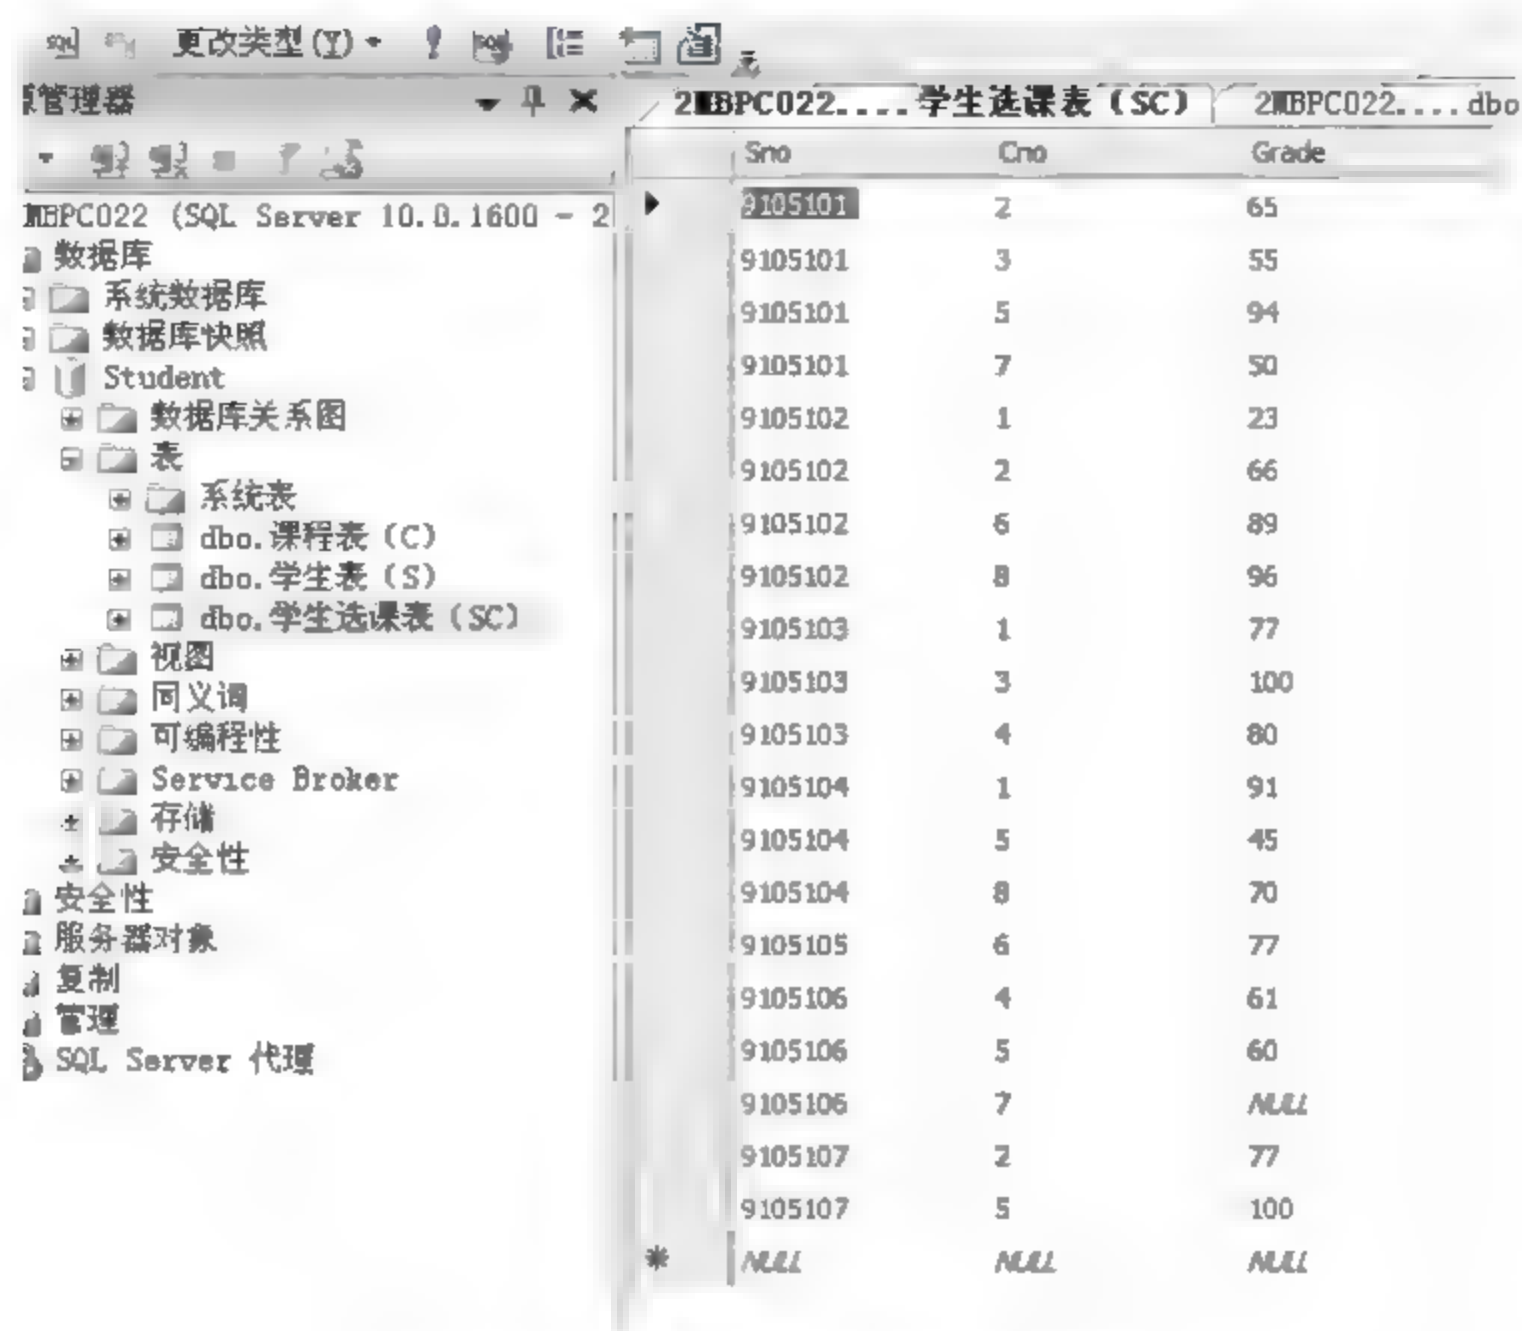 更改类型(Y)
管理器
2MBPC022....学生选课表（SC）
2MBPC022....dbo
MBPC022 (SQL Server 10.0.1600 - 2
数据库
系统数据库
数据库快照
Student
数据库关系图
表
系统表
dbo.课程表（C）
dbo.学生表（S）
dbo.学生选课表（SC）
视图
同义词
可编程性
Service Broker
存储
安全性
安全性
服务器对象
复制
管理
SQL Server 代理
Sno Cno Grade
9105101 2 65
9105101 3 55
9105101 5 94
9105101 7 50
9105102 1 23
9105102 2 66
9105102 6 89
9105102 8 96
9105103 1 77
9105103 3 100
9105103 4 80
9105104 1 91
9105104 5 45
9105104 8 70
9105105 6 77
9105106 4 61
9105106 5 60
9105106 7 NULL
9105107 2 77
9105107 5 100
NULL NULL NULL